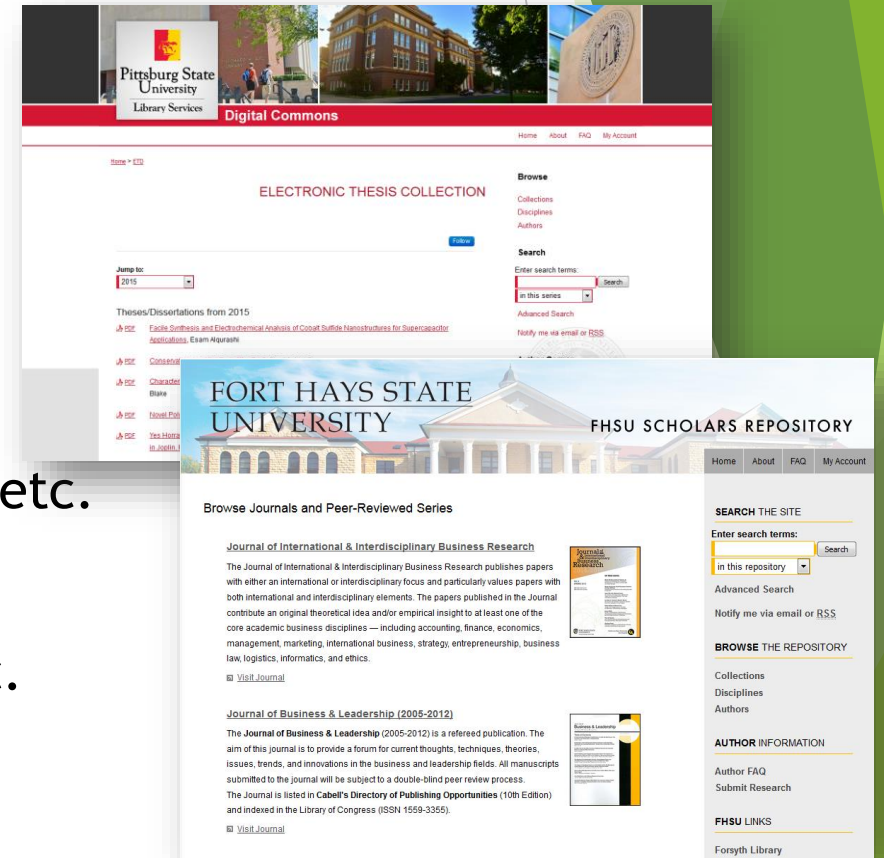 Pittsburg State
University
Library Services
Digital Commons
Home About FAQ My Account
Home > ETD
ELECTRONIC THESIS COLLECTION
Follow
Jump to:
2015
Theses/Dissertations from 2015
PDF Facile Synthesis and Electrochemical Analysis of Cobalt Sulfide Nanostructures for Supercapacitor
Applications, Esam Alqurashi
PDF
PDF
Blake
PDF
PDF
in Joplin,
Browse
Collections
Disciplines
Authors
Search
Enter search terms:
Search
in this series
Advanced Search
Notify me via email or RSS
etc.
FORT HAYS STATE
UNIVERSITY
FHSU SCHOLARS REPOSITORY
Home About FAQ My Account
Browse Journals and Peer-Reviewed Series
Journal of International & Interdisciplinary Business Research
The Journal of International & Interdisciplinary Business Research publishes papers
with either an international or interdisciplinary focus and particularly values papers with
both international and interdisciplinary elements. The papers published in the Journal
contribute an original theoretical idea and/or empirical insight to at least one of the
core academic business disciplines — including accounting, finance, economics,
management, marketing, international business, strategy, entrepreneurship, business
law, logistics, informatics, and ethics.
Visit Journal
Journal of Business & Leadership (2005-2012)
The Journal of Business & Leadership (2005-2012) is a refereed publication. The
aim of this journal is to provide a forum for current thoughts, techniques, theories,
issues, trends, and innovations in the business and leadership fields. All manuscripts
submitted to the journal will be subject to a double-blind peer review process.
The Journal is listed in Cabell's Directory of Publishing Opportunities (10th Edition)
and indexed in the Library of Congress (ISSN 1559-3355).
Visit Journal
SEARCH THE SITE
Enter search terms:
Search
in this repository
Advanced Search
Notify me via email or RSS
BROWSE THE REPOSITORY
Collections
Disciplines
Authors
AUTHOR INFORMATION
Author FAQ
Submit Research
FHSU LINKS
Forsyth Library